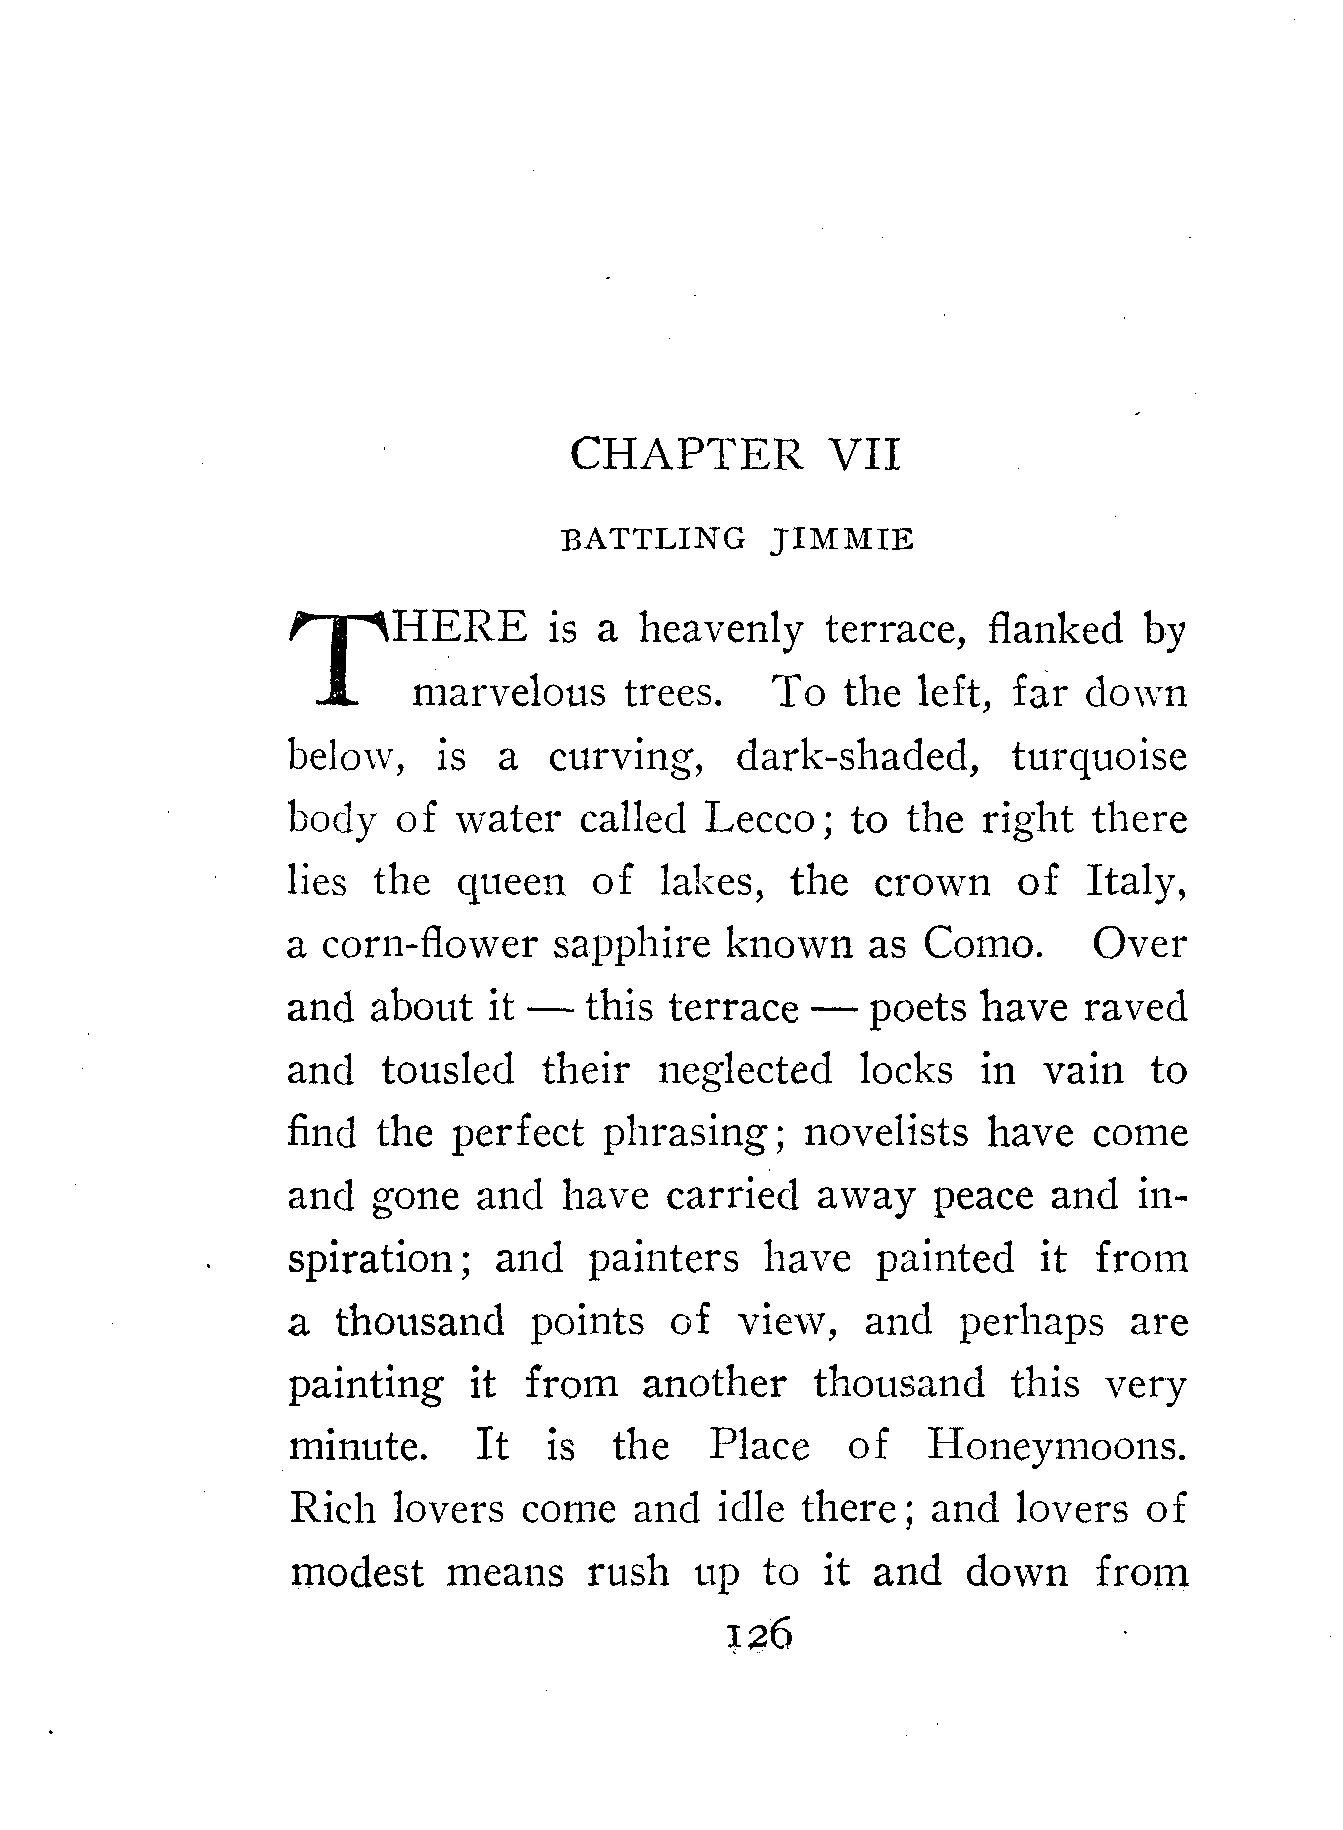 CHAPTER VII
BATTLING JIMMIE
THERE is a heavenly terrace, flanked by
marvelous trees. To the left, far down
below, is a curving, dark-shaded, turquoise
body of water called Lecco; to the right there
lies the queen of lakes, the crown of Italy,
a corn-flower sapphire known as Como. Over
and about it — this terrace — poets have raved
and tousled their neglected locks in vain to
find the perfect phrasing; novelists have come
and gone and have carried away peace and in-
spiration; and painters have painted it from
a thousand points of view, and perhaps are
painting it from another thousand this very
minute. It is the Place of Honeymoons.
Rich lovers come and idle there; and lovers of
modest means rush up to it and down from
126